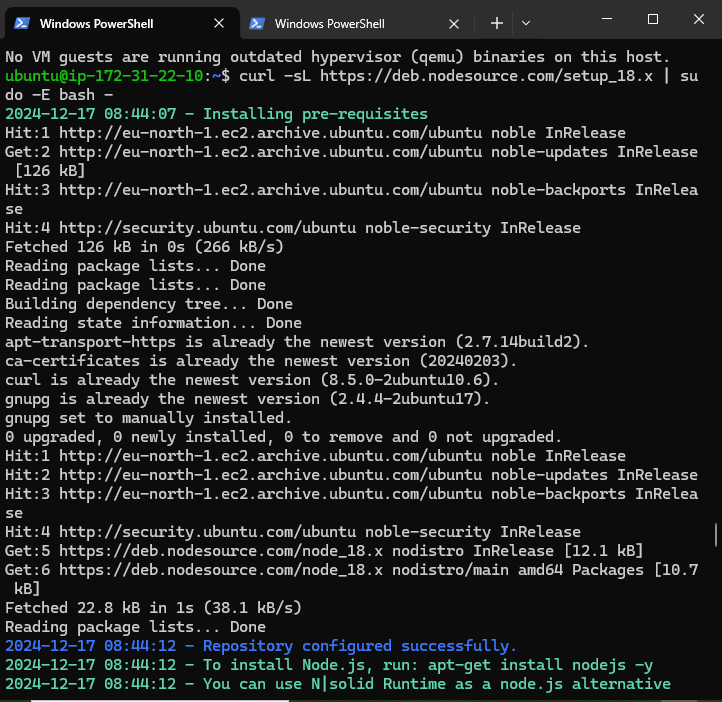 Windows PowerShell
Windows PowerShell
No VM guests are running outdated hypervisor (qemu) binaries on this host.
ubuntu@ip-172-31-22-10:~$ curl -sL https://deb.nodesource.com/setup_18.x | su
do -E bash -
2024-12-17 08:44:07 - Installing pre-requisites
Hit:1 http://eu-north-1.ec2.archive.ubuntu.com/ubuntu noble InRelease
Get:2 http://eu-north-1.ec2.archive.ubuntu.com/ubuntu noble-updates InRelease
[126 kB]
Hit:3 http://eu-north-1.ec2.archive.ubuntu.com/ubuntu noble-backports InRelea
se
Hit:4 http://security.ubuntu.com/ubuntu noble-security InRelease
Fetched 126 kB in 0s (266 kB/s)
Reading package lists... Done
Reading package lists... Done
Building dependency tree... Done
Reading state information... Done
apt-transport-https is already the newest version (2.7.14build2).
ca-certificates is already the newest version (20240203).
curl is already the newest version (8.5.0-2ubuntu10.6).
gnupg is already the newest version (2.4.4-2ubuntu17).
gnupg set to manually installed.
0 upgraded, 0 newly installed, 0 to remove and 0 not upgraded.
Hit:1 http://eu-north-1.ec2.archive.ubuntu.com/ubuntu noble InRelease
Hit:2 http://eu-north-1.ec2.archive.ubuntu.com/ubuntu noble-updates InRelease
Hit:3 http://eu-north-1.ec2.archive.ubuntu.com/ubuntu noble-backports InRelea
se
Hit:4 http://security.ubuntu.com/ubuntu noble-security InRelease
Get:5 https://deb.nodesource.com/node_18.x nodistro InRelease [12.1 kB]
Get:6 https://deb.nodesource.com/node_18.x nodistro/main amd64 Packages [10.7
kB]
Fetched 22.8 kB in 1s (38.1 kB/s)
Reading package lists... Done
2024-12-17 08:44:12 - Repository configured successfully.
2024-12-17 08:44:12 - To install Node.js, run: apt-get install nodejs -y
2024-12-17 08:44:12 - You can use N|solid Runtime as a node.js alternative